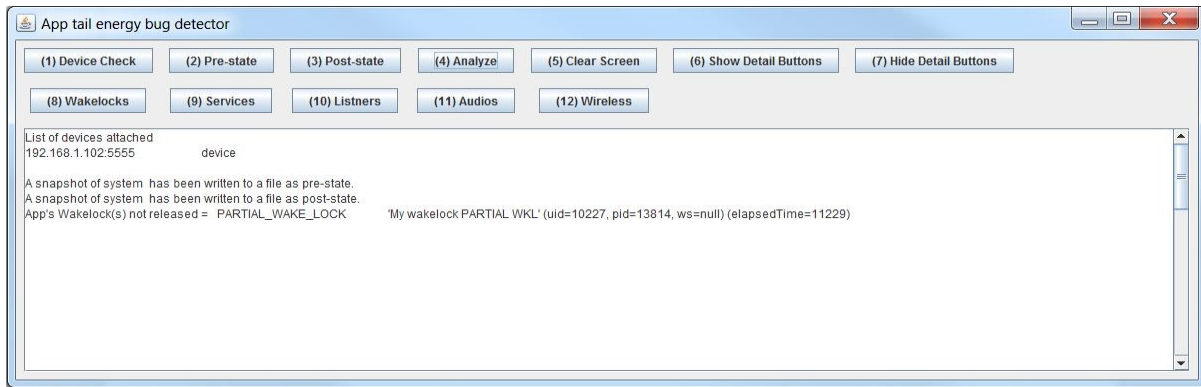 App tail energy bug detector
(1) Device Check (2) Pre-state (3) Post-state (4) Analyze (5) Clear Screen (6) Show Detail Buttons (7) Hide Detail Buttons
(8) Wakelocks (9) Services (10) Listners (11) Audios (12) Wireless
List of devices attached
192.168.1.102:5555 device
A snapshot of system has been written to a file as pre-state.
A snapshot of system has been written to a file as post-state.
App's Wakelock(s) not released = PARTIAL_WAKE_LOCK 'My wakelock PARTIAL WKL' (uid=10227, pid=13814, ws=null) (elapsedTime=11229)